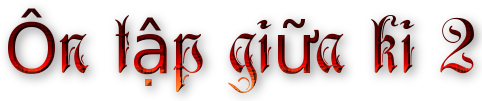 Ôn tập giữa kì 2